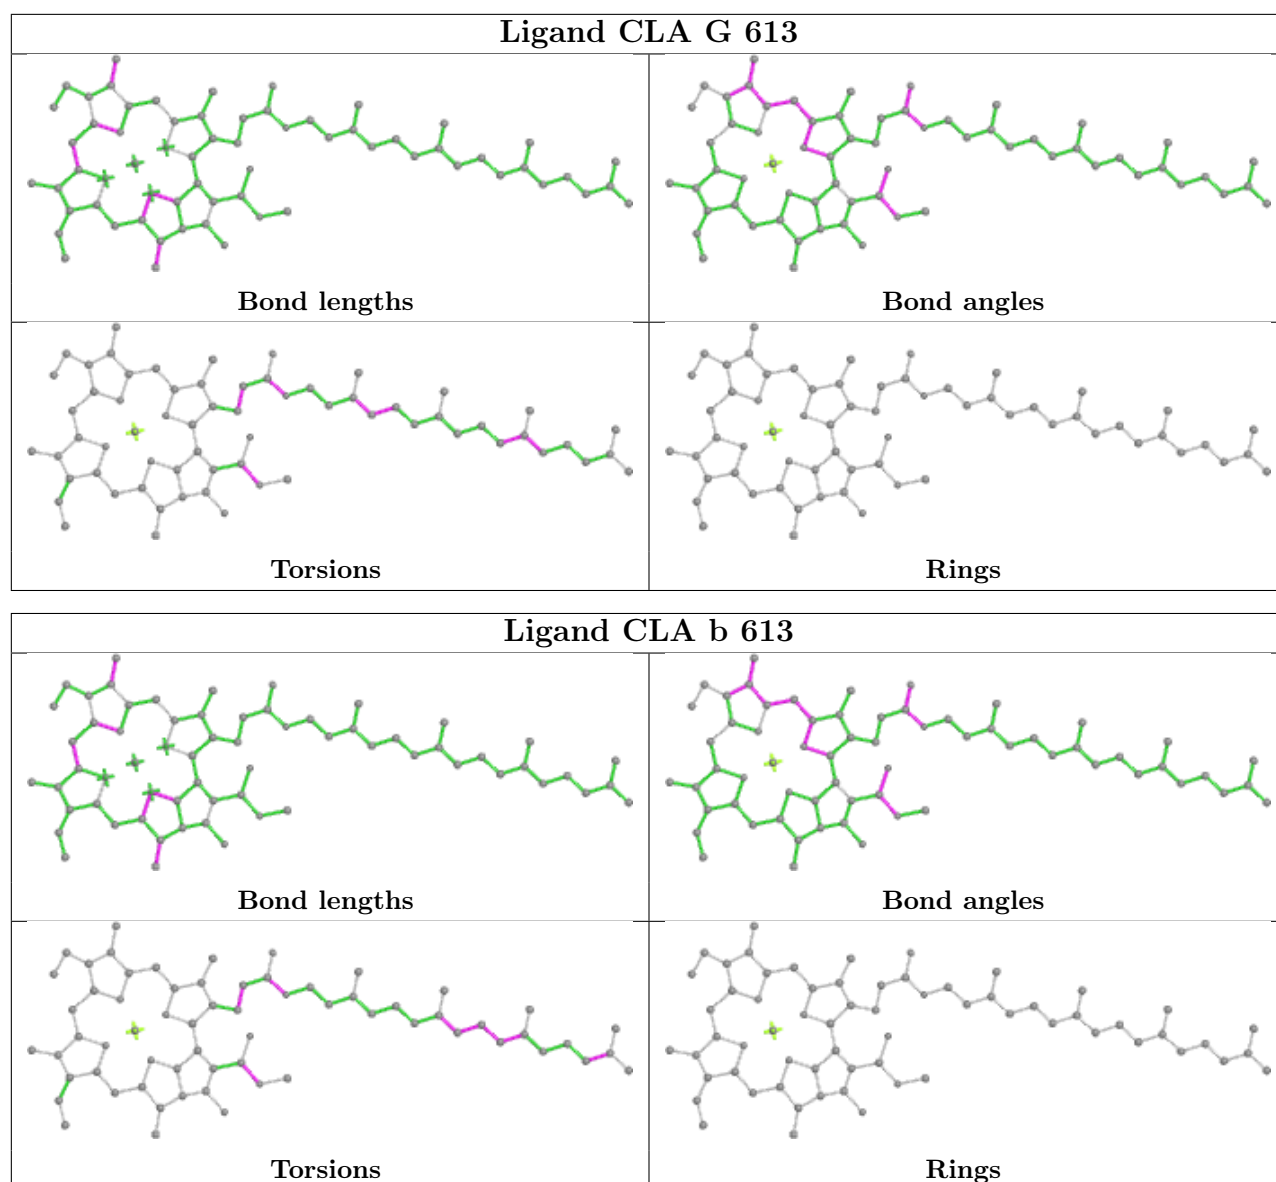 Ligand CLA G 613
Bond lengths
Bond angles
Torsions
Rings
Ligand CLA b 613
Bond lengths
Bond angles
Torsions
Rings